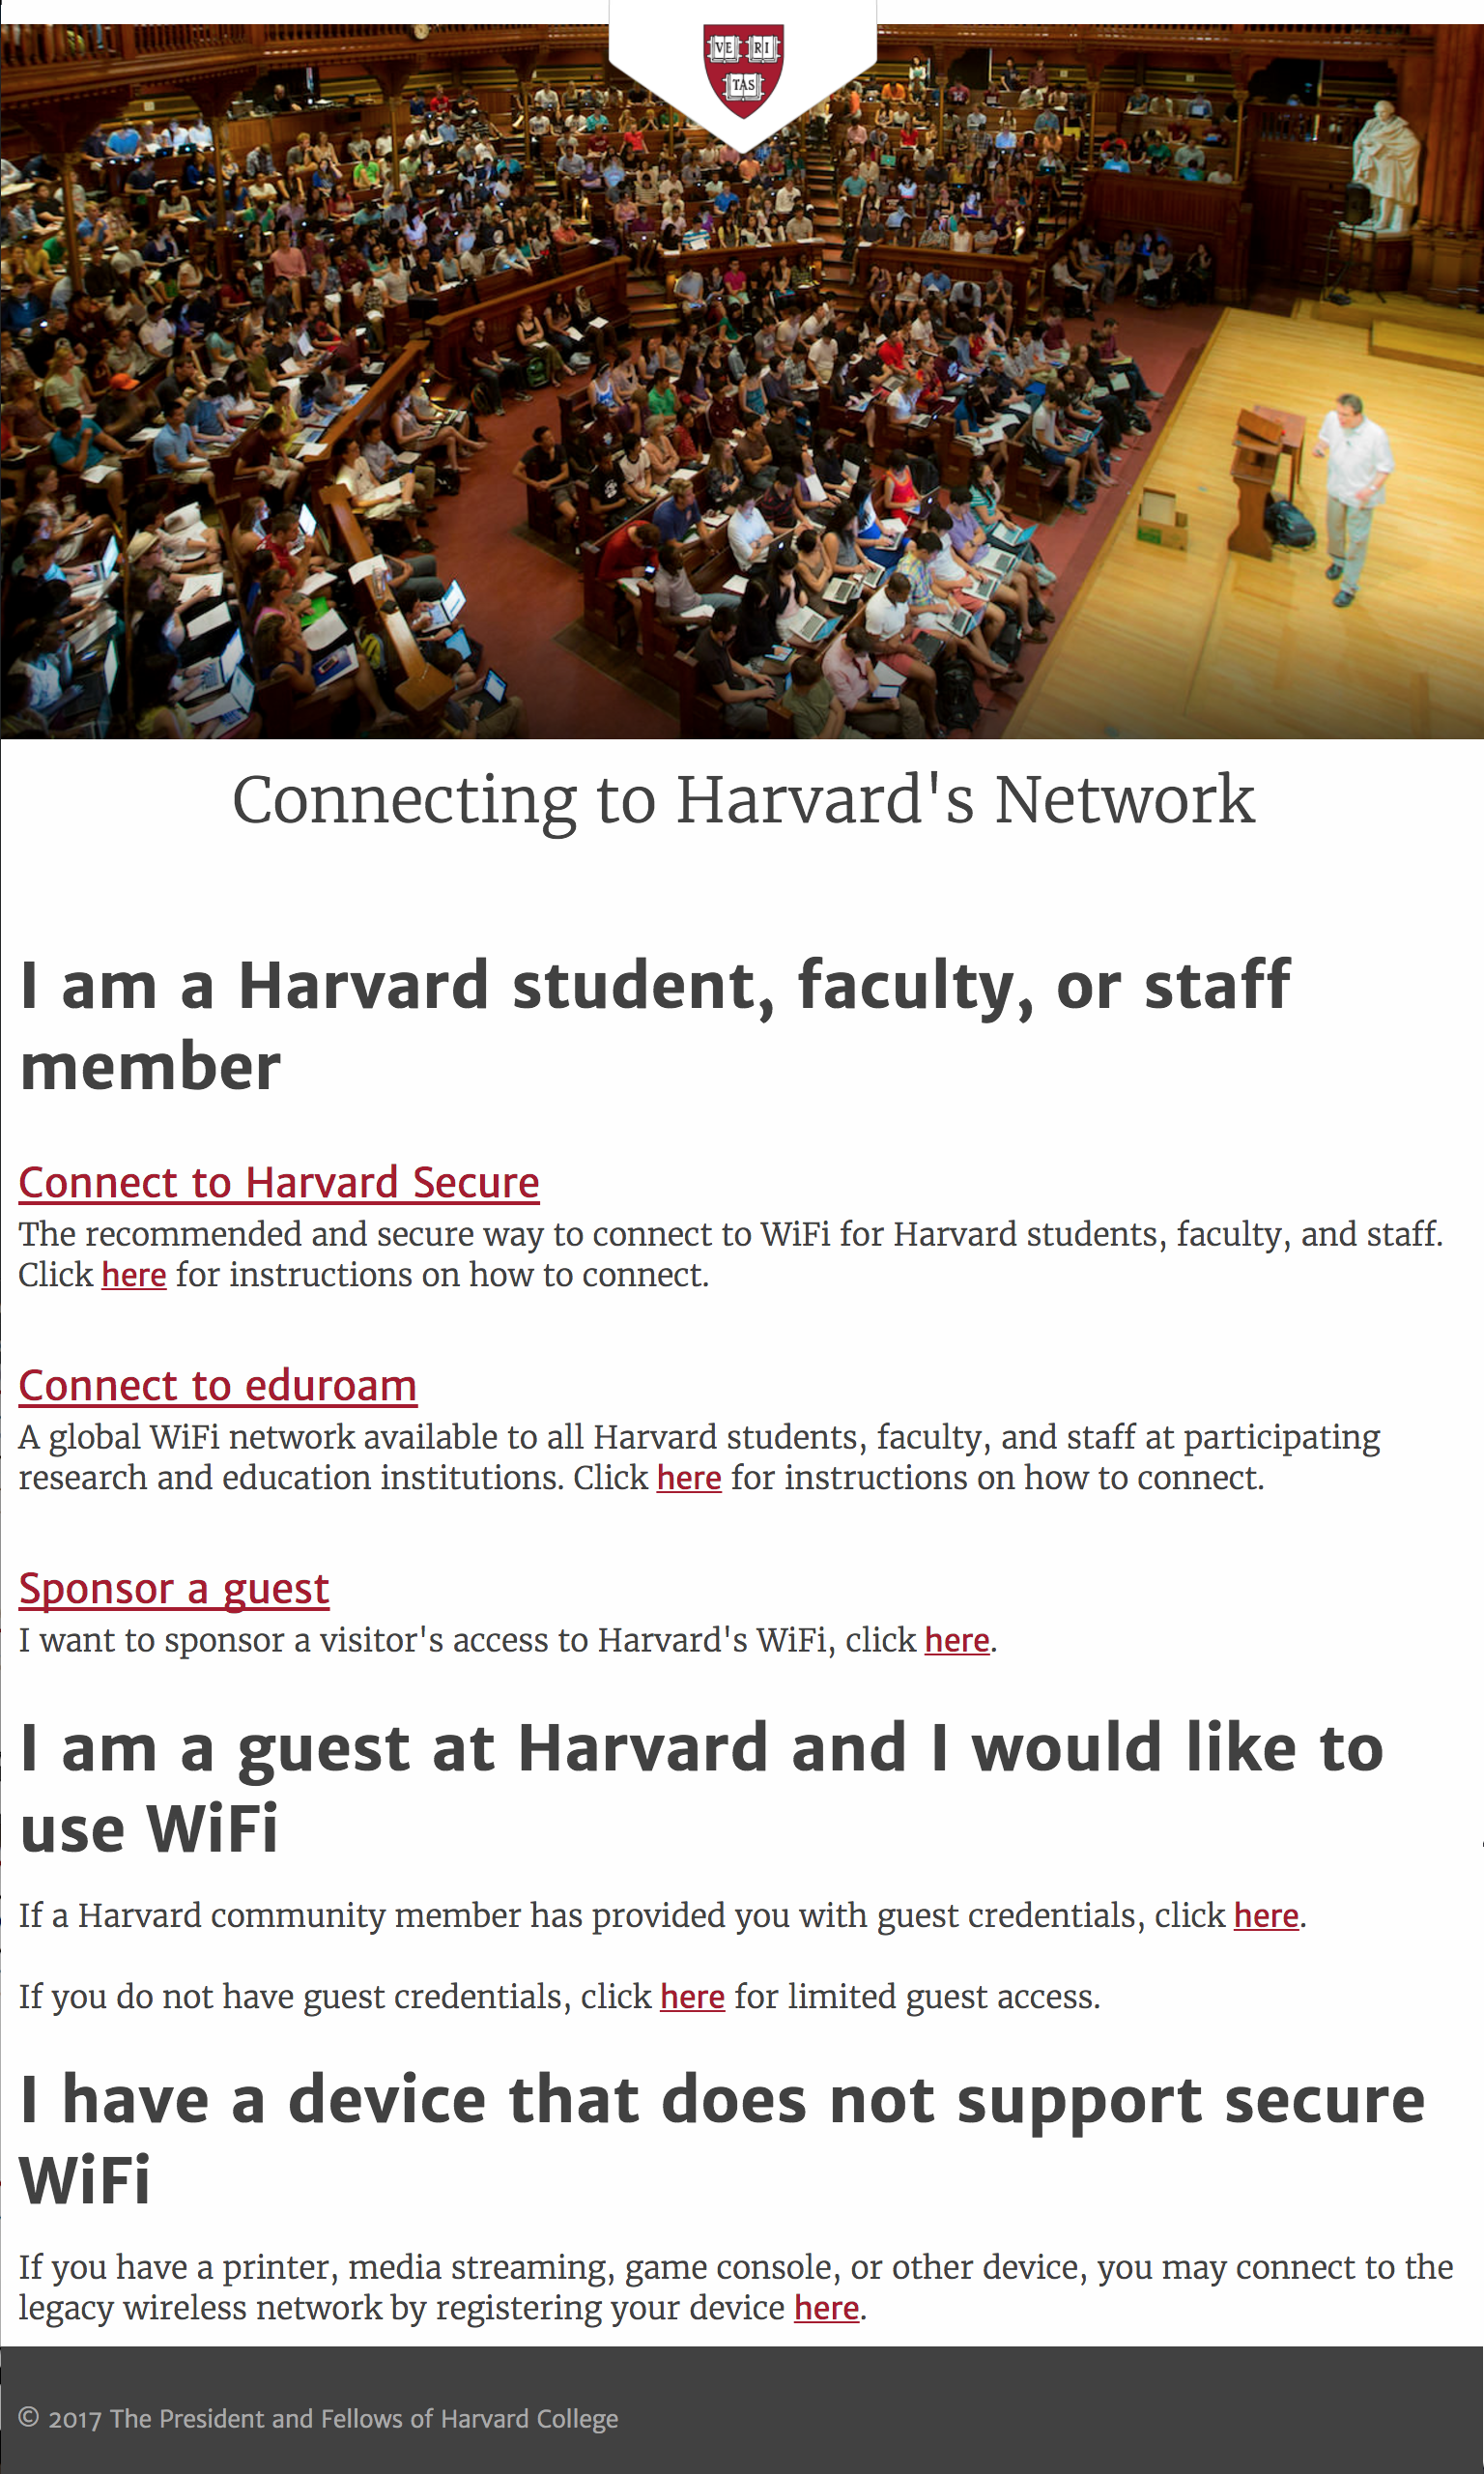 VE RI
TAS
Connecting to Harvard's Network
I am a Harvard student, faculty, or staff
member
Connect to Harvard Secure
The recommended and secure way to connect to WiFi for Harvard students, faculty, and staff.
Click here for instructions on how to connect.
Connect to eduroam
A global WiFi network available to all Harvard students, faculty, and staff at participating
research and education institutions. Click here for instructions on how to connect.
Sponsor a guest
I want to sponsor a visitor's access to Harvard's WiFi, click here.
I am a guest at Harvard and I would like to
use WiFi
If a Harvard community member has provided you with guest credentials, click here.
If you do not have guest credentials, click here for limited guest access.
I have a device that does not support secure
WiFi
If you have a printer, media streaming, game console, or other device, you may connect to the
legacy wireless network by registering your device here.
© 2017 The President and Fellows of Harvard College